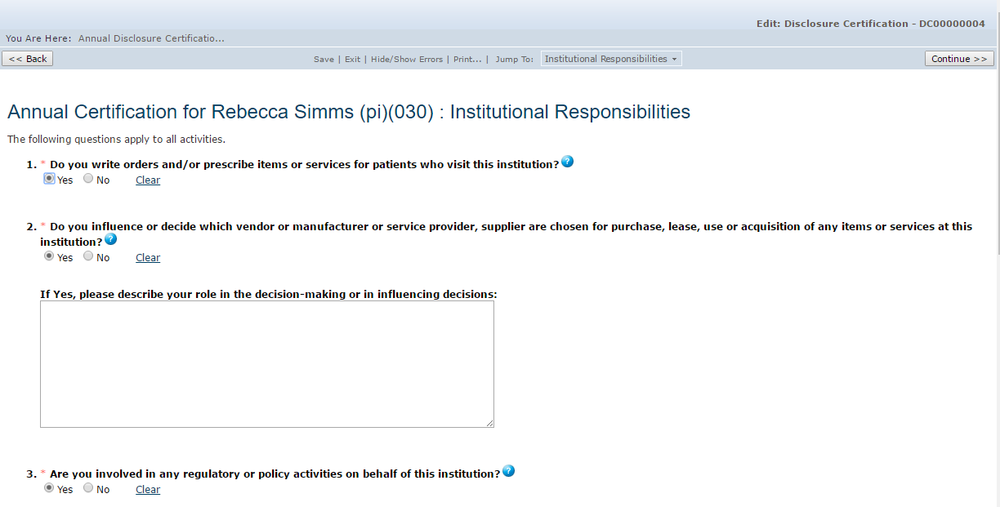 Edit: Disclosure Certification - DC00000004
You Are Here: Annual Disclosure Certificatio...
<< Back
Save | Exit | Hide/Show Errors | Print... | Jump To: Institutional Responsibilities
Continue >>
Annual Certification for Rebecca Simms (pi)(030) : Institutional Responsibilities
The following questions apply to all activities.
1. * Do you write orders and/or prescribe items or services for patients who visit this institution? ?
Yes No Clear
2. * Do you influence or decide which vendor or manufacturer or service provider, supplier are chosen for purchase, lease, use or acquisition of any items or services at this
institution? ?
Yes No Clear
If Yes, please describe your role in the decision-making or in influencing decisions:
3. * Are you involved in any regulatory or policy activities on behalf of this institution? ?
Yes No Clear